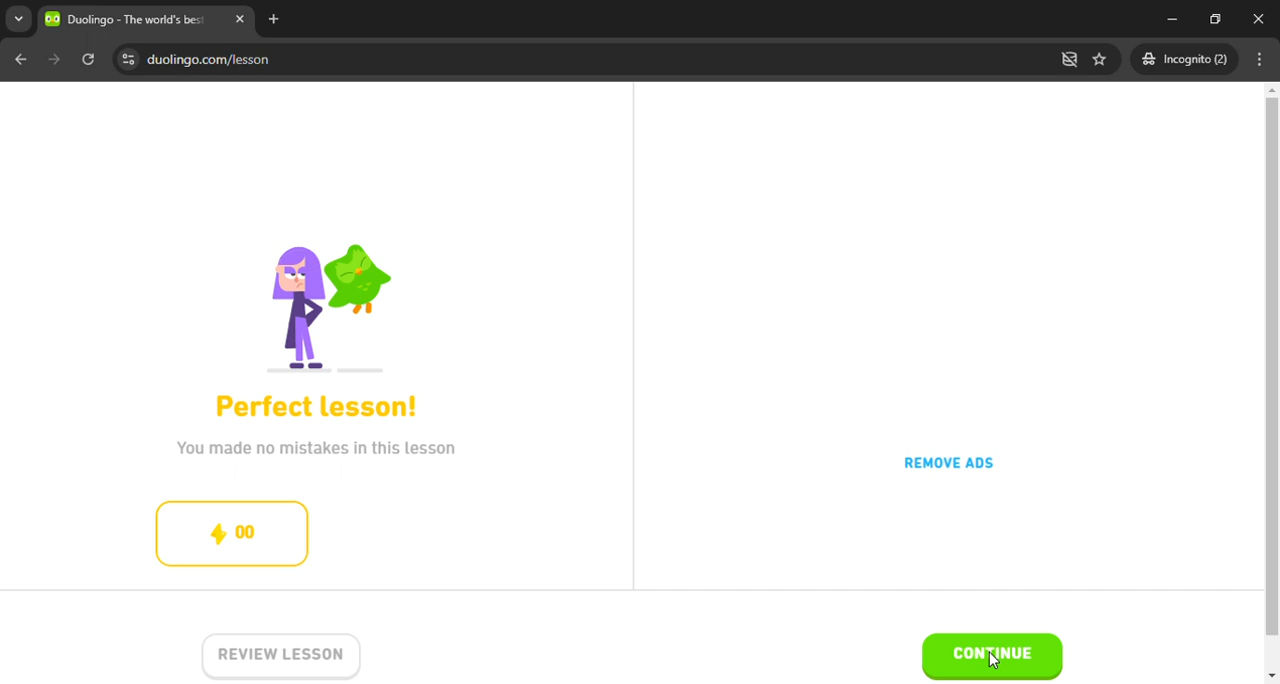 Duolingo - The world's best
duolingo.com/lesson
Incognito (2)
Perfect lesson!
You made no mistakes in this lesson
00
REMOVE ADS
REVIEW LESSON
CONTINUE